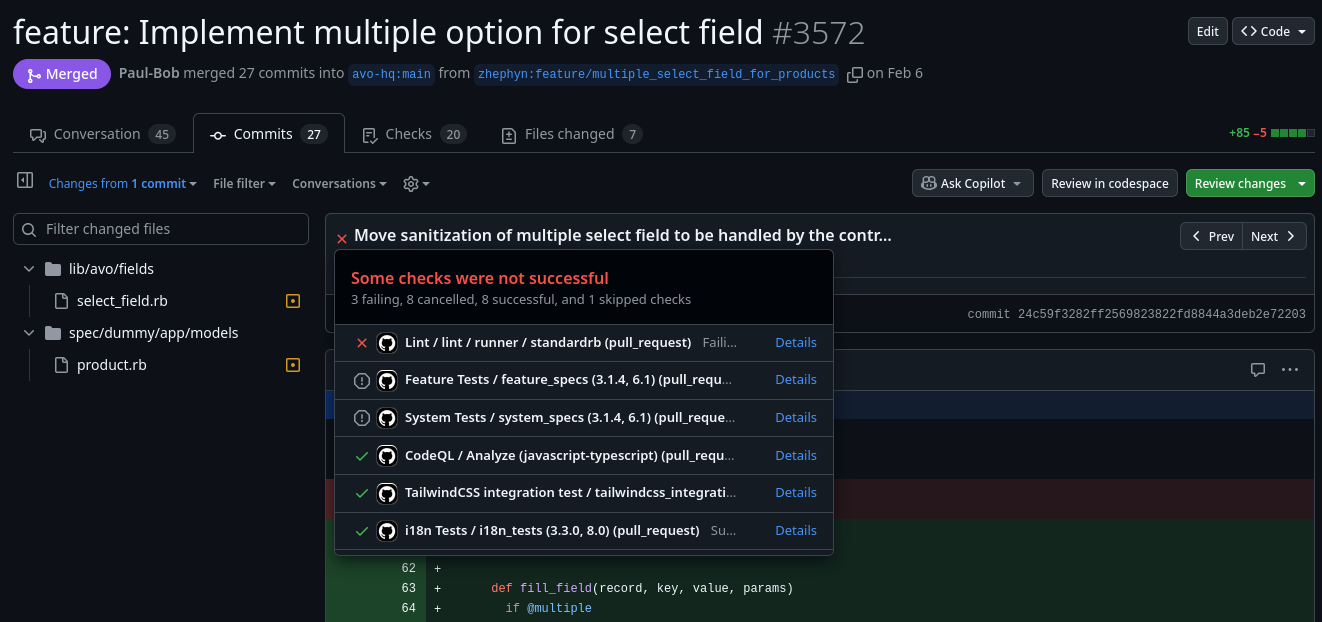 feature: Implement multiple option for select field #3572
Edit
Code
Merged
Paul-Bob merged 27 commits into avo-hq:main from zhephyn:feature/multiple_select_field_for_products on Feb 6
Conversation 45
Commits 27
Checks 20
Files changed 7
+85 −5
Changes from 1 commit
File filter
Conversations
Ask Copilot
Review in codespace
Review changes
Filter changed files
Move sanitization of multiple select field to be handled by the contr...
Prev
Next
lib/avo/fields
select_field.rb
spec/dummy/app/models
product.rb
Some checks were not successful
3 failing, 8 cancelled, 8 successful, and 1 skipped checks
commit 24c59f3282ff2569823822fd8844a3deb2e72203
Lint / lint / runner / standardrb (pull_request) Faili... Details
Feature Tests / feature_specs (3.1.4, 6.1) (pull_requ... Details
System Tests / system_specs (3.1.4, 6.1) (pull_reque... Details
CodeQL / Analyze (javascript-typescript) (pull_requ... Details
TailwindCSS integration test / tailwindcss_integrati... Details
i18n Tests / i18n_tests (3.3.0, 8.0) (pull_request) Su... Details
62 +
63 + def fill_field(record, key, value, params)
64 + if @multiple